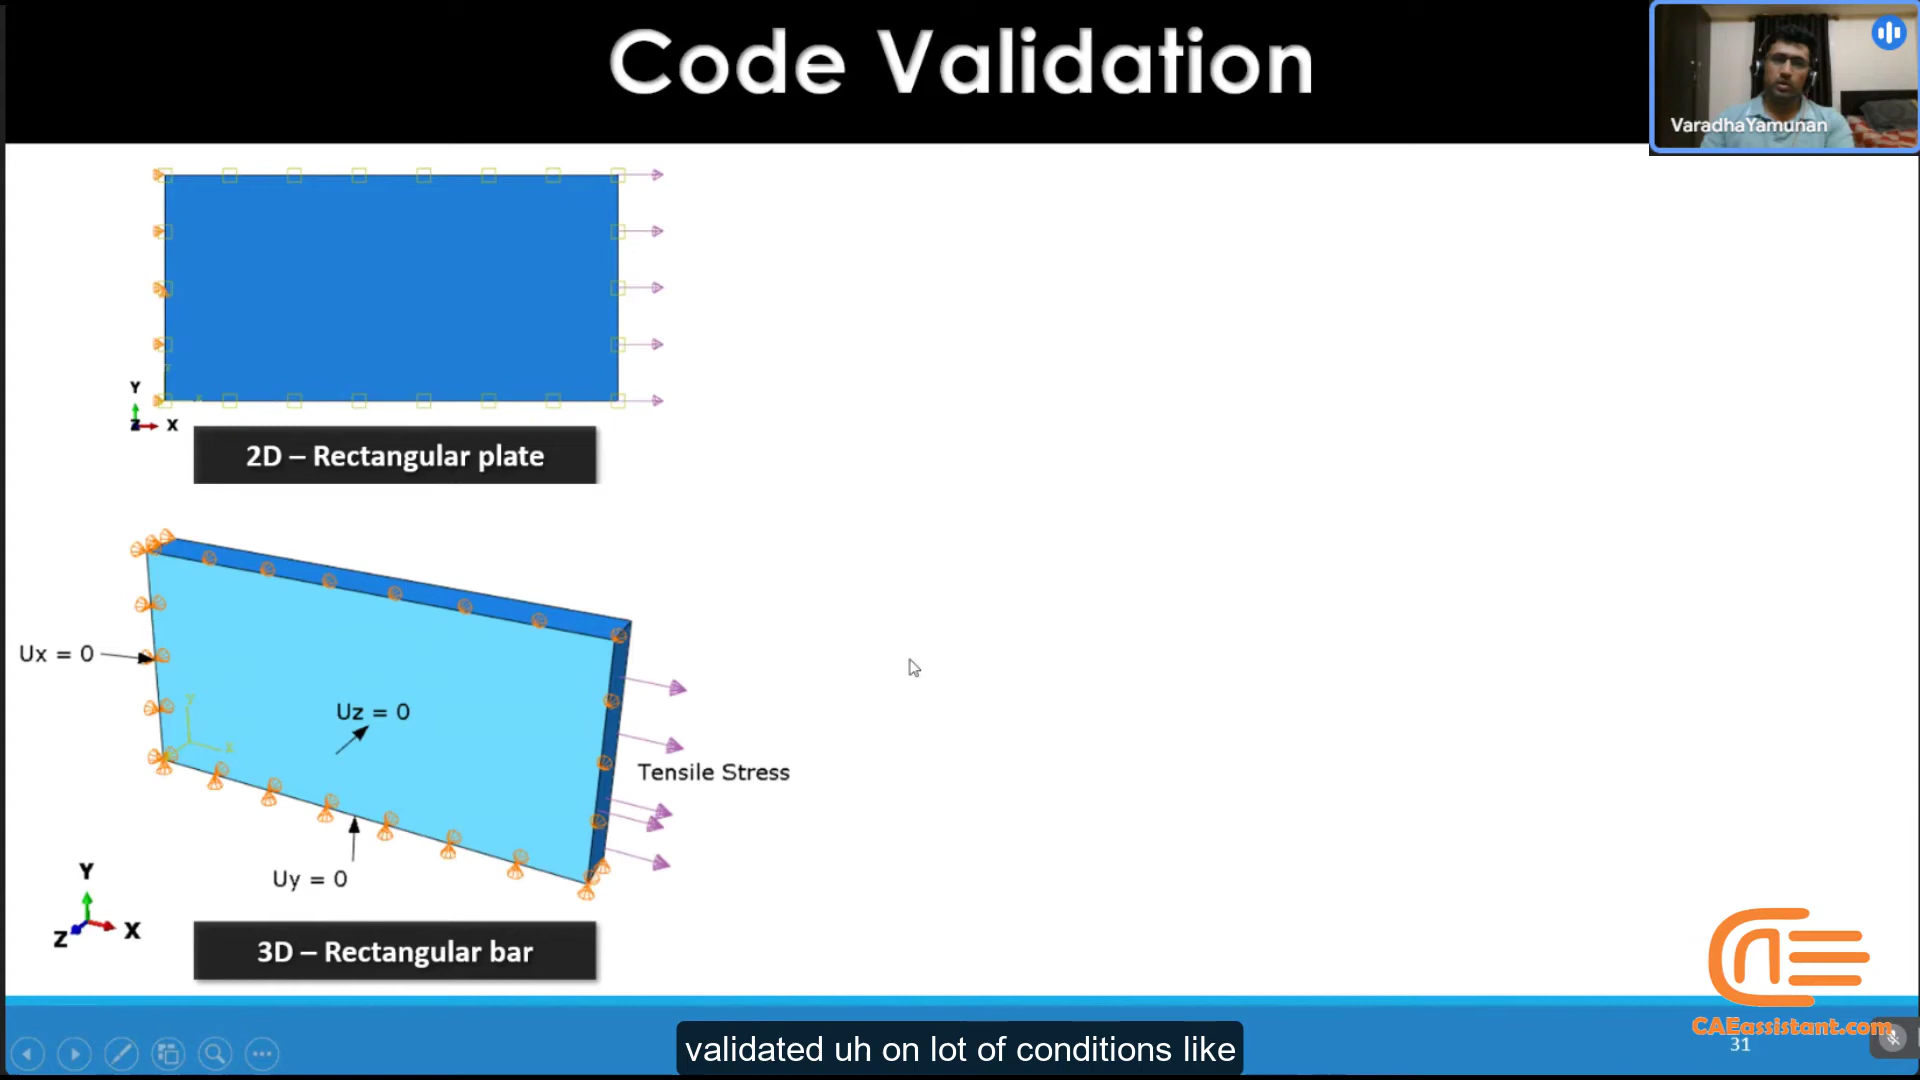 Code Validation
VaradhaYamunan
Y
Z X
2D – Rectangular plate
Ux = 0
Uz = 0
Tensile Stress
Uy = 0
Y
Z X
3D – Rectangular bar
CAEassistant.com
validated uh on lot of conditions like
31